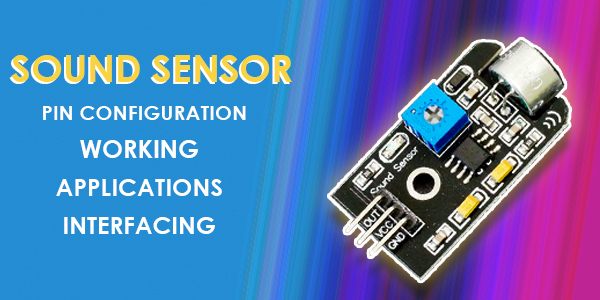 SOUND SENSOR
PIN CONFIGURATION
WORKING
APPLICATIONS
INTERFACING
Sound Sensor
OUT
VCC
GND